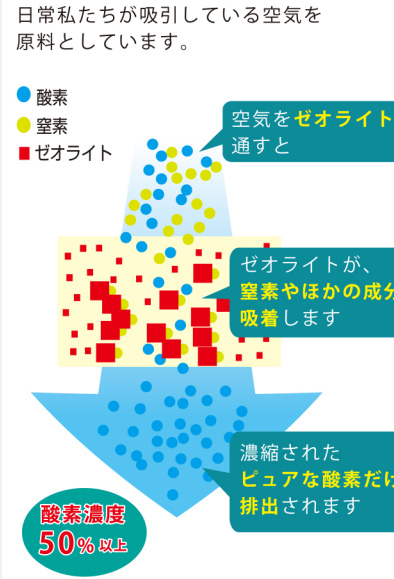 日常私たちが吸引している空気を
原料としています。
酸素
窒素
ゼオライト
空気をゼオライト
通すと
ゼオライトが、
窒素やほかの成分
吸着します
濃縮された
ピュアな酸素だけ
排出されます
酸素濃度
50%以上